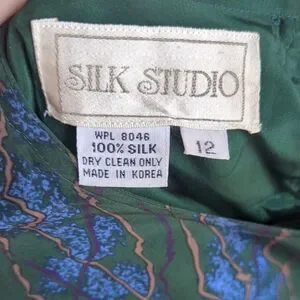 SILK STUDIO
WPL 8046
100% SILK
DRY CLEAN ONLY
MADE IN KOREA
12